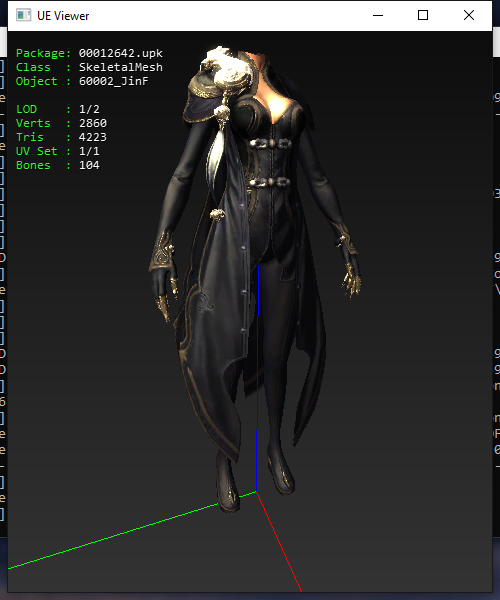 UE Viewer
Package: 00012642.upk
Class  : SkeletalMesh
Object : 60002_JinF
LOD    : 1/2
Verts  : 2860
Tris   : 4223
UV Set : 1/1
Bones  : 104